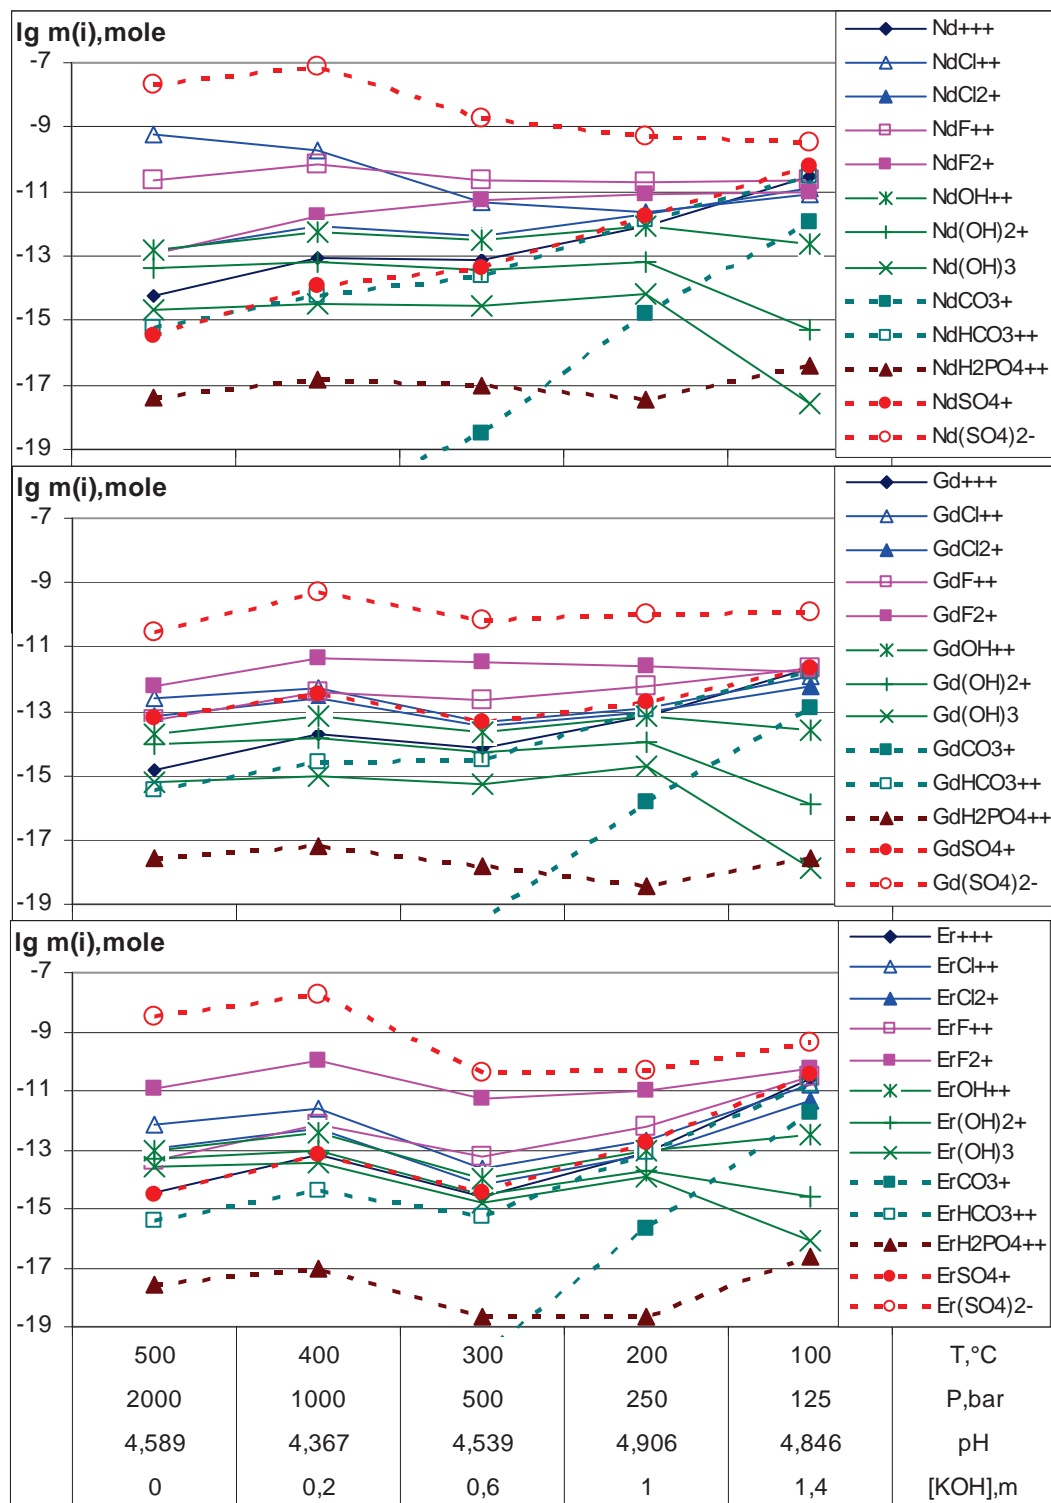 lg m(i),mole
-7
-9
-11
-13
-15
-17
-19
Nd+++
NdCl++
NdCl2+
NdF++
NdF2+
NdOH++
Nd(OH)2+
Nd(OH)3
NdCO3+
NdHCO3++
NdH2PO4++
NdSO4+
Nd(SO4)2-
lg m(i),mole
-7
-9
-11
-13
-15
-17
-19
Gd+++
GdCl++
GdCl2+
GdF++
GdF2+
GdOH++
Gd(OH)2+
Gd(OH)3
GdCO3+
GdHCO3++
GdH2PO4++
GdSO4+
Gd(SO4)2-
lg m(i),mole
-7
-9
-11
-13
-15
-17
-19
Er+++
ErCl++
ErCl2+
ErF++
ErF2+
ErOH++
Er(OH)2+
Er(OH)3
ErCO3+
ErHCO3++
ErH2PO4++
ErSO4+
Er(SO4)2-
500 400 300 200 100 T,°C
2000 1000 500 250 125 P,bar
4,589 4,367 4,539 4,906 4,846 pH
0 0,2 0,6 1 1,4 [KOH],m